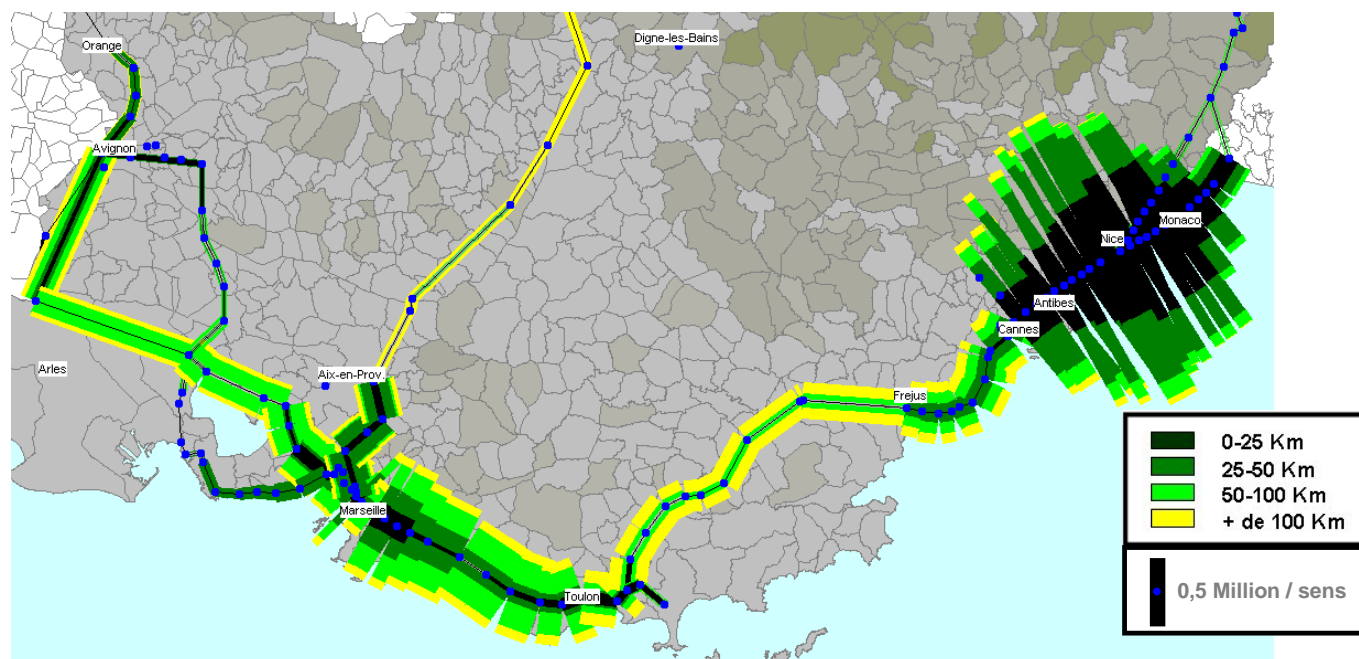 Orange
Digne-les-Bains
Avignon
Monaco
Nice
Antibes
Cannes
Arles
Aix-en-Prov.
Frejus
Marseille
Toulon
0-25 Km
25-50 Km
50-100 Km
+ de 100 Km
0,5 Million / sens